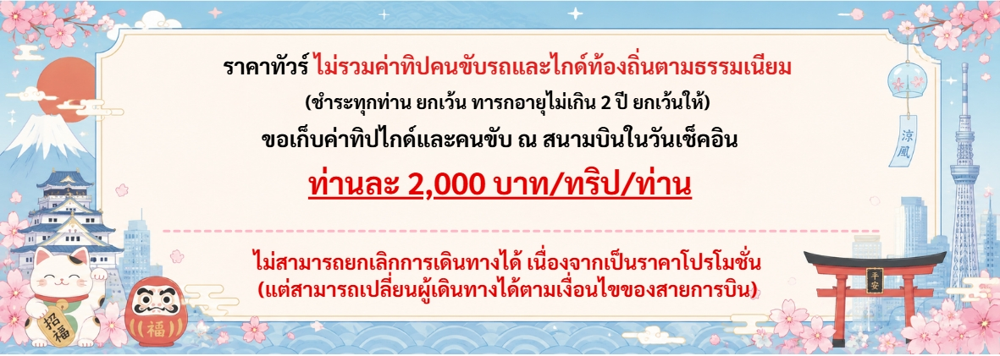 ราคาทัวร์ ไม่รวมค่าทิปคนขับรถและไกด์ท้องถิ่นตามธรรมเนียม
(ชำระทุกท่าน ยกเว้น ทารกอายุไม่เกิน 2 ปี ยกเว้นให้)
ขอเก็บค่าทิปไกด์และคนขับ ณ สนามบินในวันเช็คอิน
ท่านละ 2,000 บาท/ทริป/ท่าน
ไม่สามารถยกเลิกการเดินทางได้ เนื่องจากเป็นราคาโปรโมชั่น
(แต่สามารถเปลี่ยนผู้เดินทางได้ตามเงื่อนไขของสายการบิน)
涼風
平安
招福
福